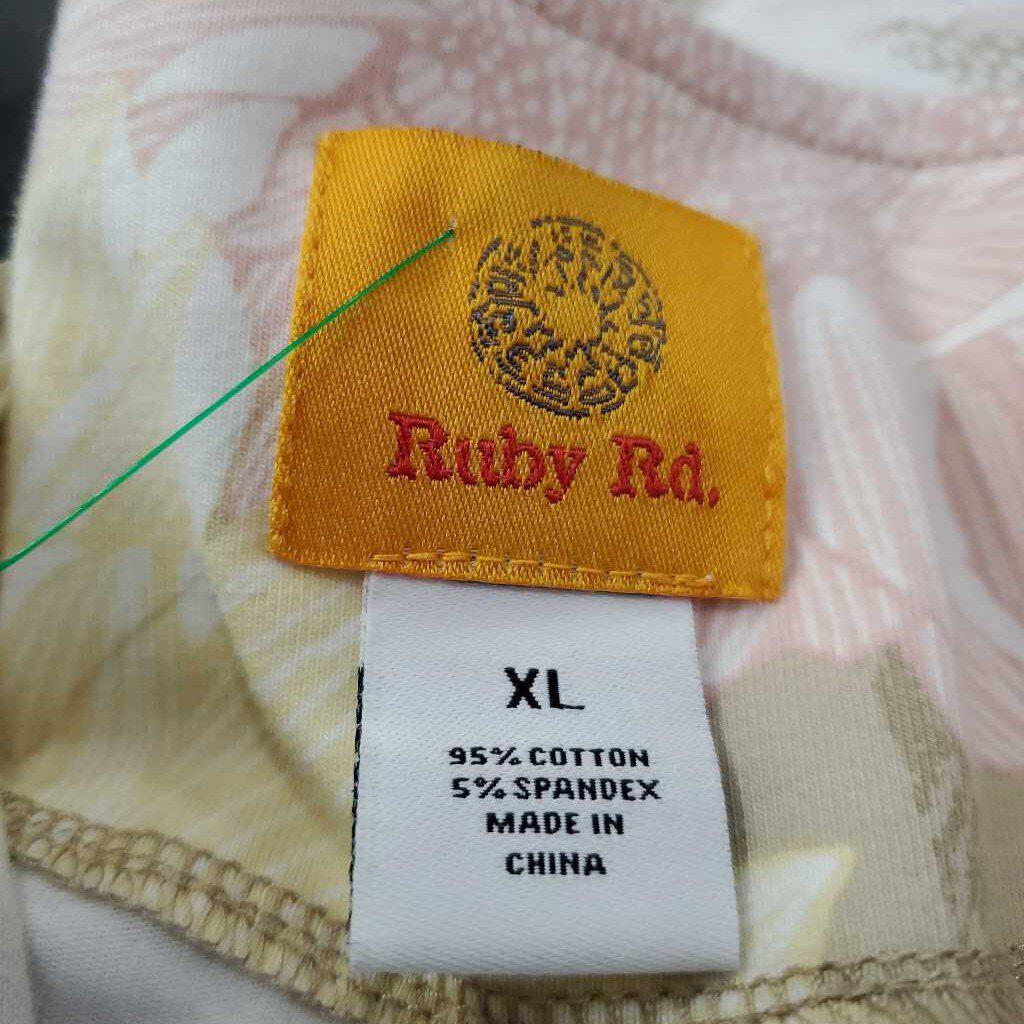 Ruby Rd.
XL
95% COTTON
5% SPANDEX
MADE IN
CHINA